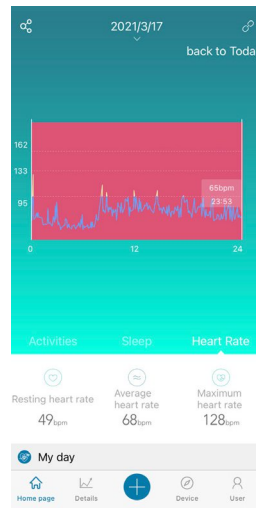 2021/3/17
back to Toda
162
133
95
65bpm
23:53
0 12 24
Activities Sleep Heart Rate
Resting heart rate
49bpm
Average
heart rate
68bpm
Maximum
heart rate
128bpm
My day
Home page Details Device User